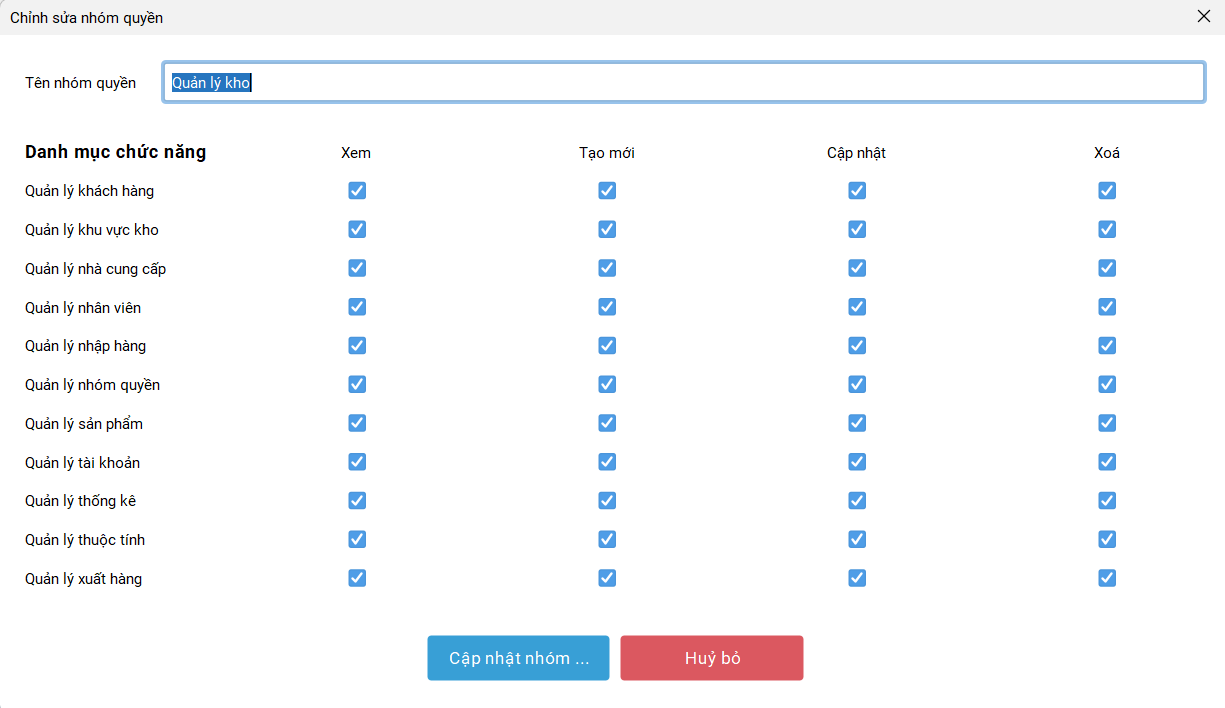 Chỉnh sửa nhóm quyền
Tên nhóm quyền Quản lý kho
Danh mục chức năng Xem Tạo mới Cập nhật Xoá
Quản lý khách hàng
Quản lý khu vực kho
Quản lý nhà cung cấp
Quản lý nhân viên
Quản lý nhập hàng
Quản lý nhóm quyền
Quản lý sản phẩm
Quản lý tài khoản
Quản lý thống kê
Quản lý thuộc tính
Quản lý xuất hàng
Cập nhật nhóm ... Huỷ bỏ